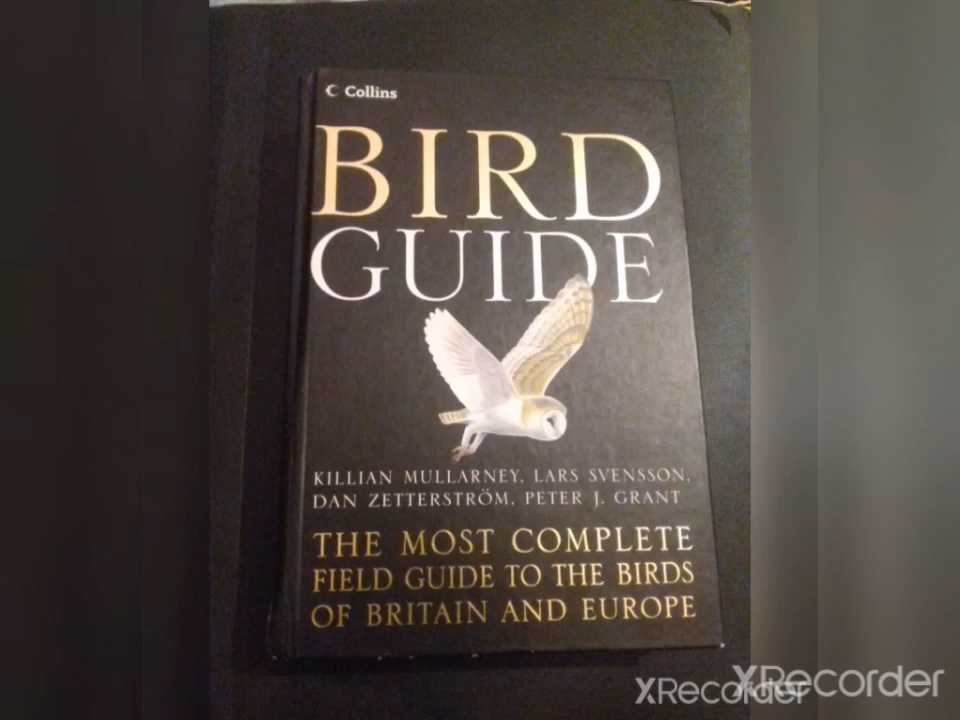 Collins
BIRD
GUIDE
KILLIAN MULLARNEY, LARS SVENSSON,
DAN ZETTERSTRÖM, PETER J. GRANT
THE MOST COMPLETE
FIELD GUIDE TO THE BIRDS
OF BRITAIN AND EUROPE
XRecorder
XRecorder